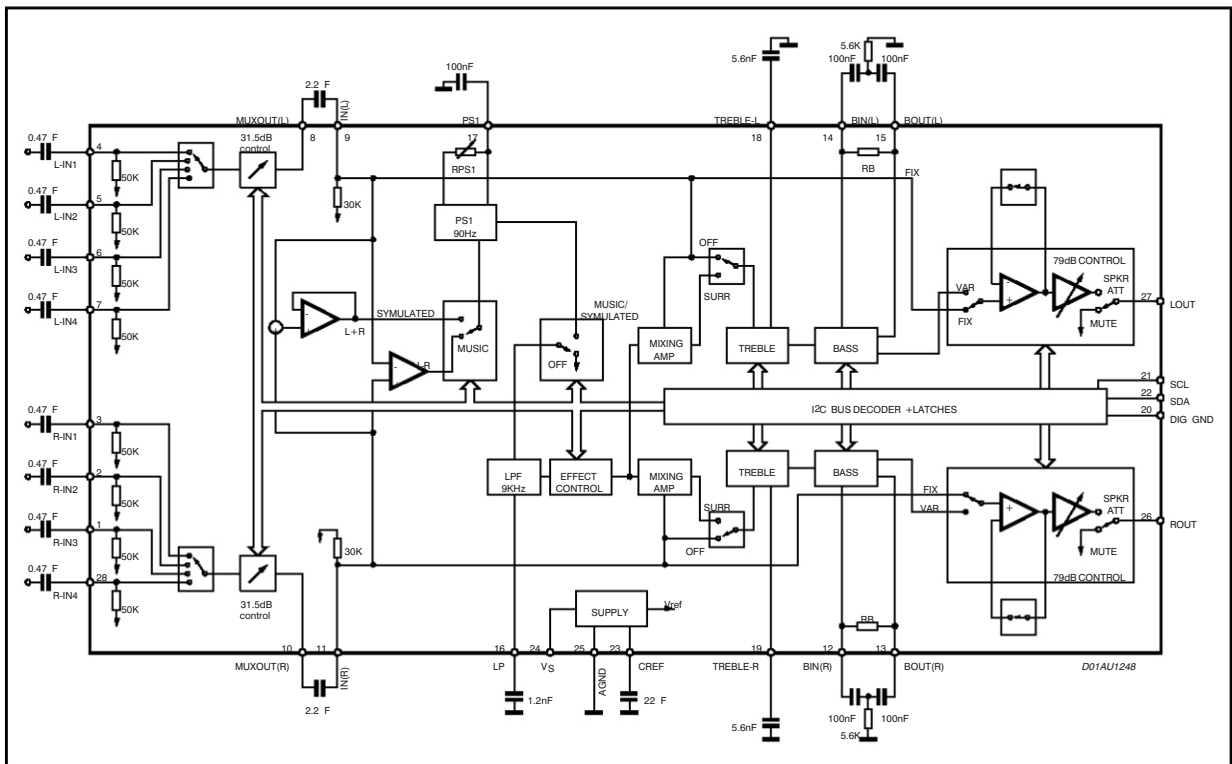 5.6K
5.6nF
100nF
100nF
100nF
2.2 F
IN(L)
MUXOUT(L)
PS1
TREBLE-L
BIN(L)
BOUT(L)
8
9
17
18
14
15
0.47 F
4
L-IN1
50K
31.5dB
control
RPS1
RB
FIX
0.47 F
5
L-IN2
50K
30K
PS1
90Hz
OFF
0.47 F
6
L-IN3
50K
79dB CONTROL
SURR
VAR
-
+
SPKR
ATT
27
LOUT
0.47 F
7
L-IN4
50K
+
-
+
L+R
SYMULATED
MUSIC
MUSIC/
SYMULATED
OFF
MIXING
AMP
TREBLE
BASS
FIX
MUTE
-
L-R
21
SCL
I2C BUS DECODER +LATCHES
22
SDA
20
DIG GND
0.47 F
3
R-IN1
50K
0.47 F
2
R-IN2
50K
LPF
9KHz
EFFECT
CONTROL
MIXING
AMP
TREBLE
BASS
FIX
VAR
+
SPKR
ATT
26
ROUT
SURR
OFF
MUTE
79dB CONTROL
0.47 F
1
R-IN3
50K
30K
0.47 F
28
R-IN4
50K
31.5dB
control
SUPPLY
Vref
RB
10
11
16
24
25
23
19
12
13
MUXOUT(R)
IN(R)
LP
VS
AGND
CREF
TREBLE-R
BIN(R)
BOUT(R)
D01AU1248
2.2 F
1.2nF
22 F
5.6nF
100nF
100nF
5.6K